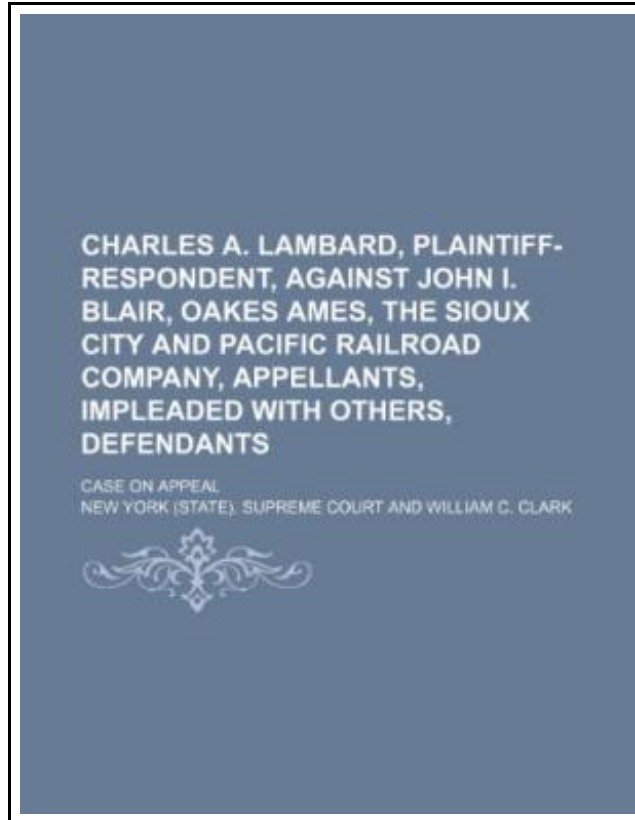 CHARLES A. LAMBARD, PLAINTIFF-
RESPONDENT, AGAINST JOHN I.
BLAIR, OAKES AMES, THE SIOUX
CITY AND PACIFIC RAILROAD
COMPANY, APPELLANTS,
IMPLEADED WITH OTHERS,
DEFENDANTS
CASE ON APPEAL
NEW YORK (STATE). SUPREME COURT AND WILLIAM C. CLARK